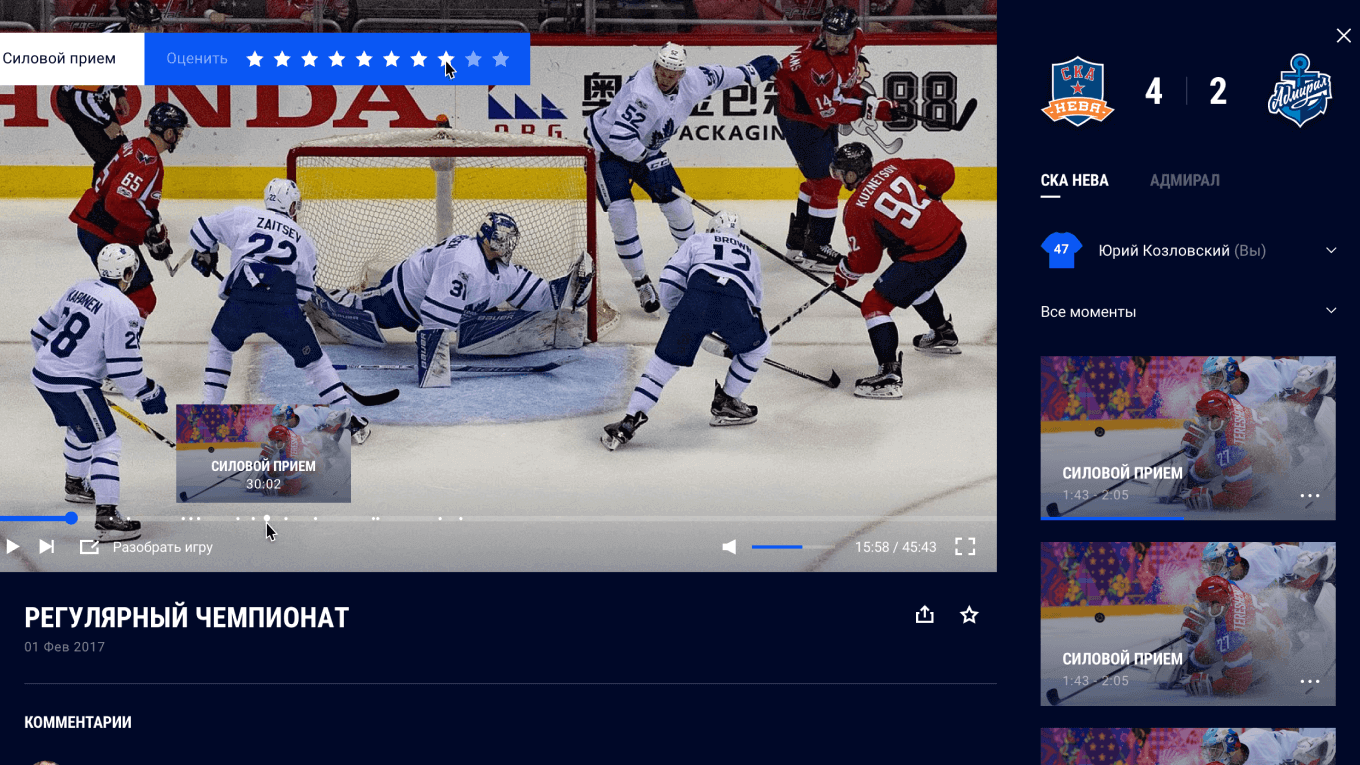 Силовой прием
Оценить
HONDA
O.R.G.
PACKAGIN
88
52
14
65
KUZNETSOV
92
ZAITSEV
22
31
BROWN
12
BAUER
BAUER
KAPANEN
28
СИЛОВОЙ ПРИЕМ
30:02
Разобрать игру
15:58 / 45:43
РЕГУЛЯРНЫЙ ЧЕМПИОНАТ
01 Фев 2017
КОММЕНТАРИИ
СКА
НЕВА
4
2
Адмирал
СКА НЕВА
АДМИРАЛ
47
Юрий Козловский (Вы)
Все моменты
СИЛОВОЙ ПРИЕМ
1:43 - 2:05
СИЛОВОЙ ПРИЕМ
1:43 - 2:05